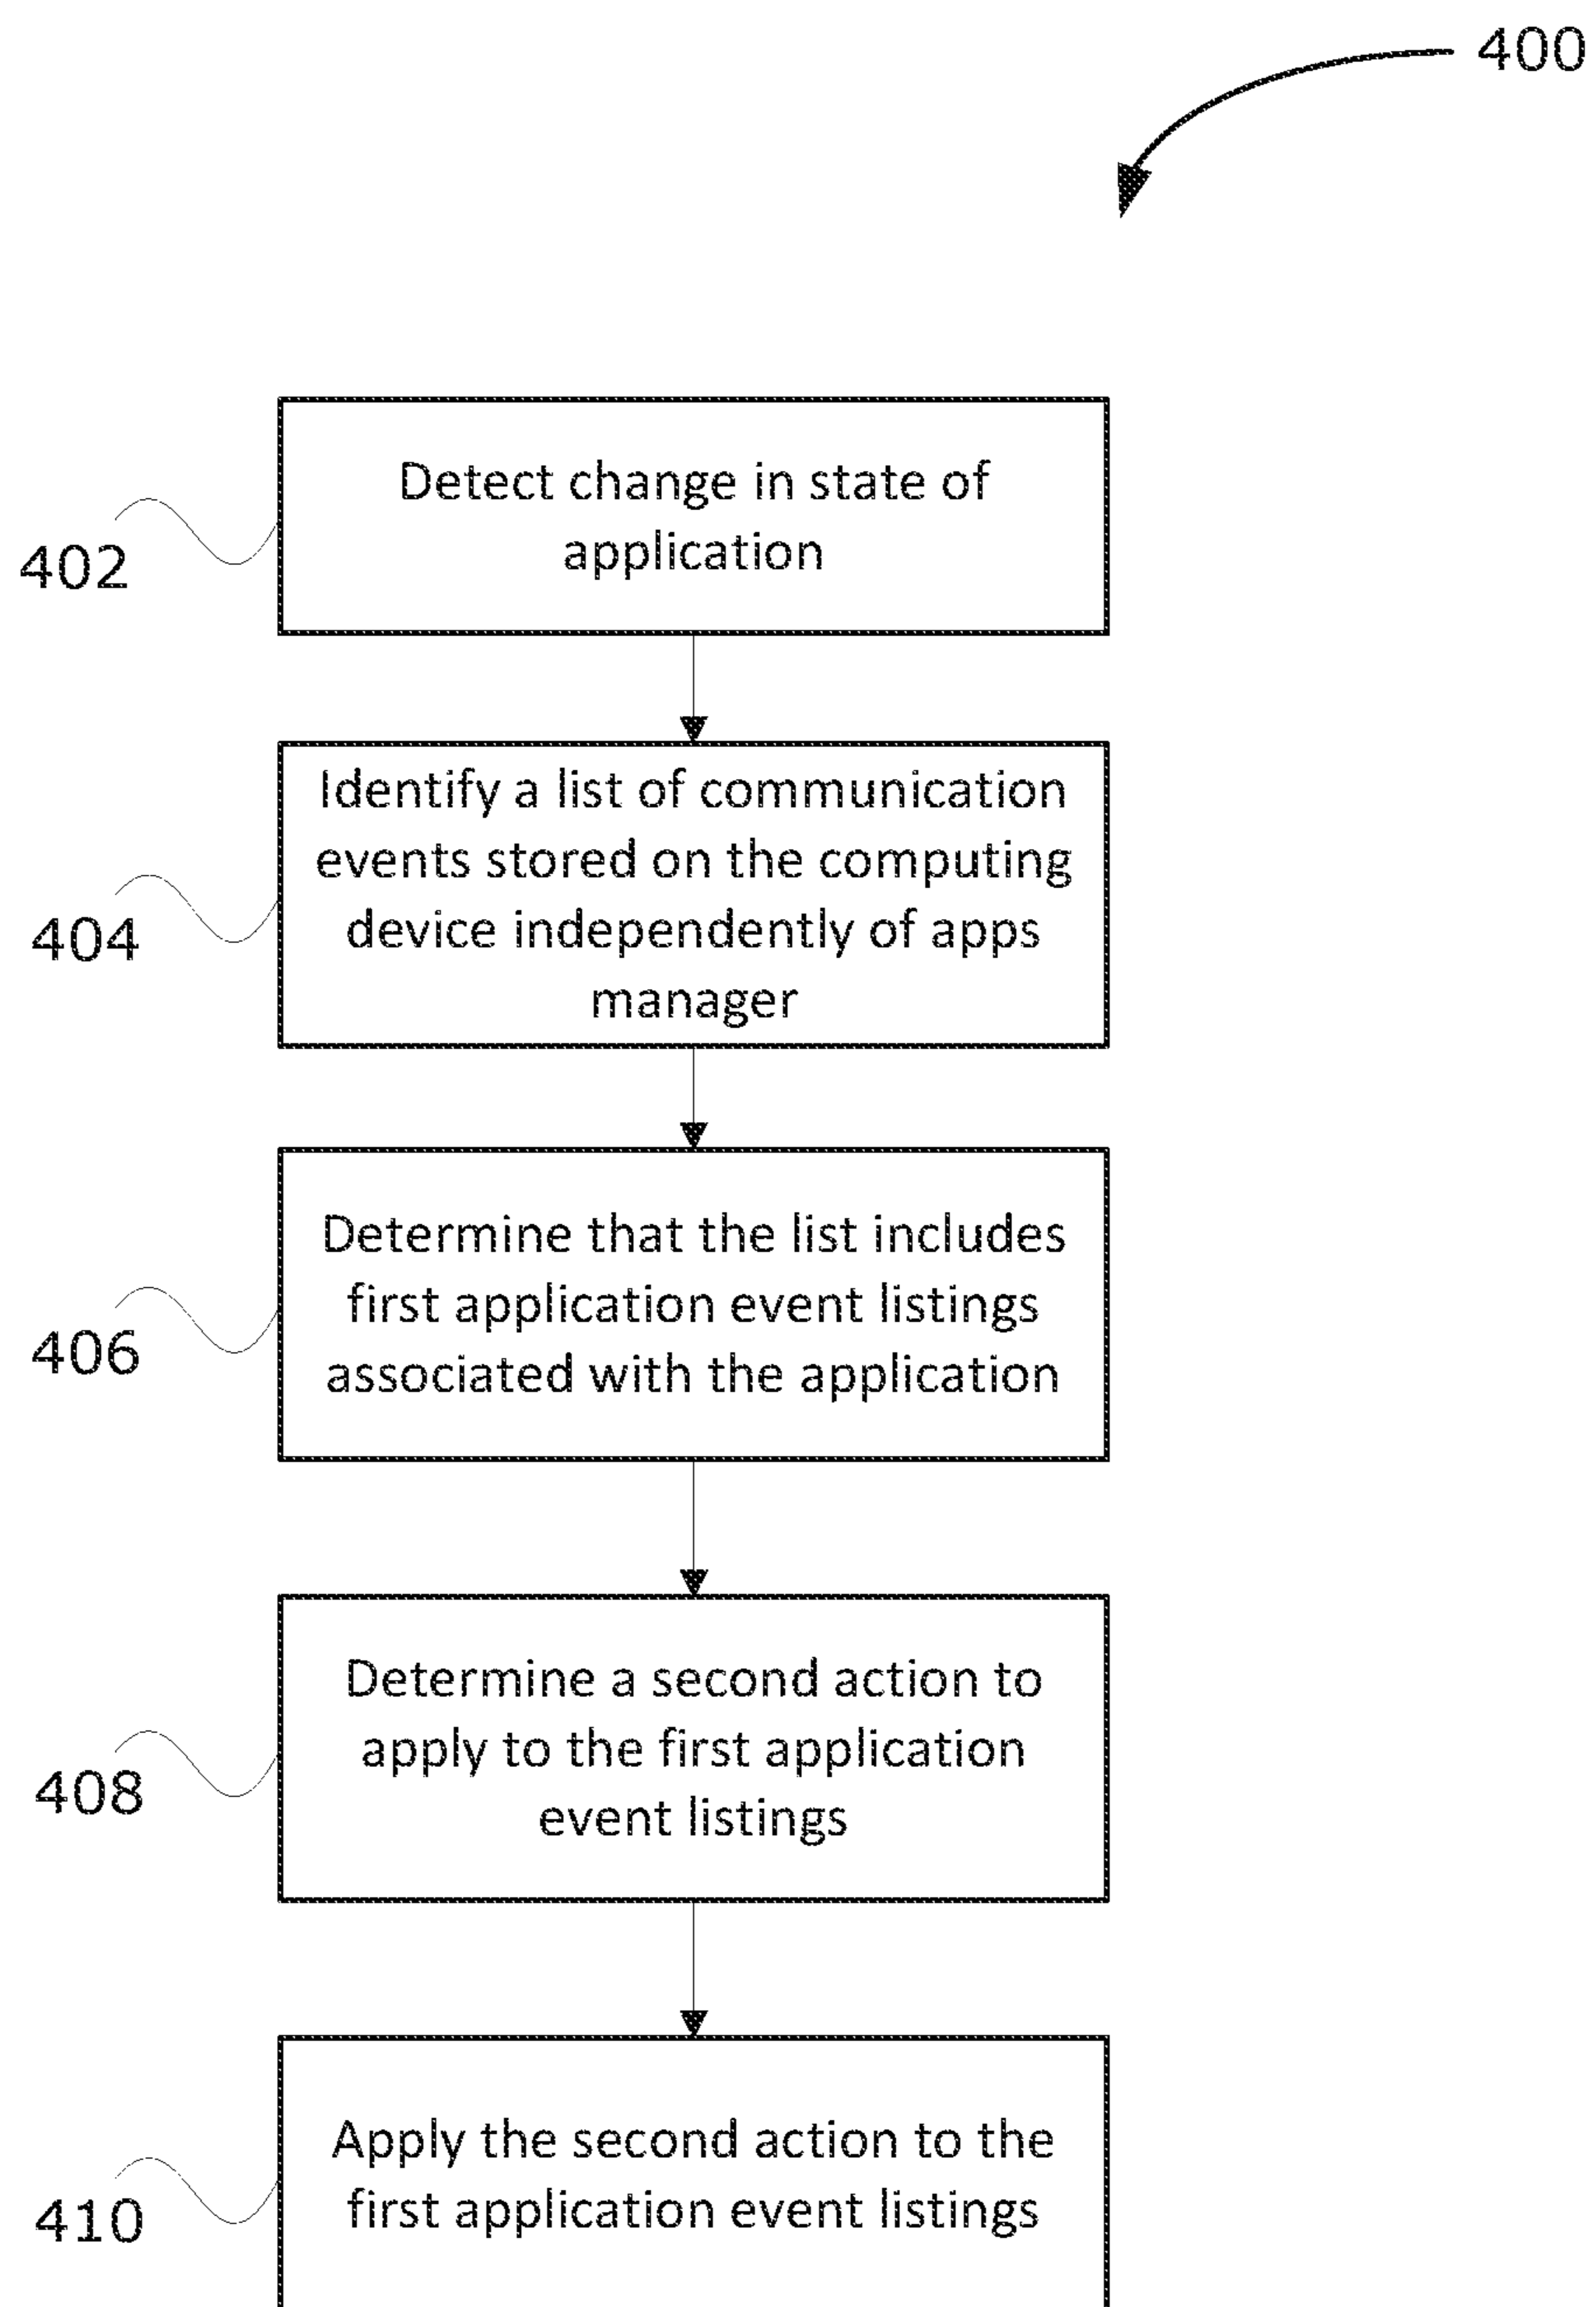 400
Detect change in state of
application
402
Identify a list of communication
events stored on the computing
device independently of apps
manager
404
Determine that the list includes
first application event listings
associated with the application
406
Determine a second action to
apply to the first application
event listings
408
Apply the second action to the
first application event listings
410